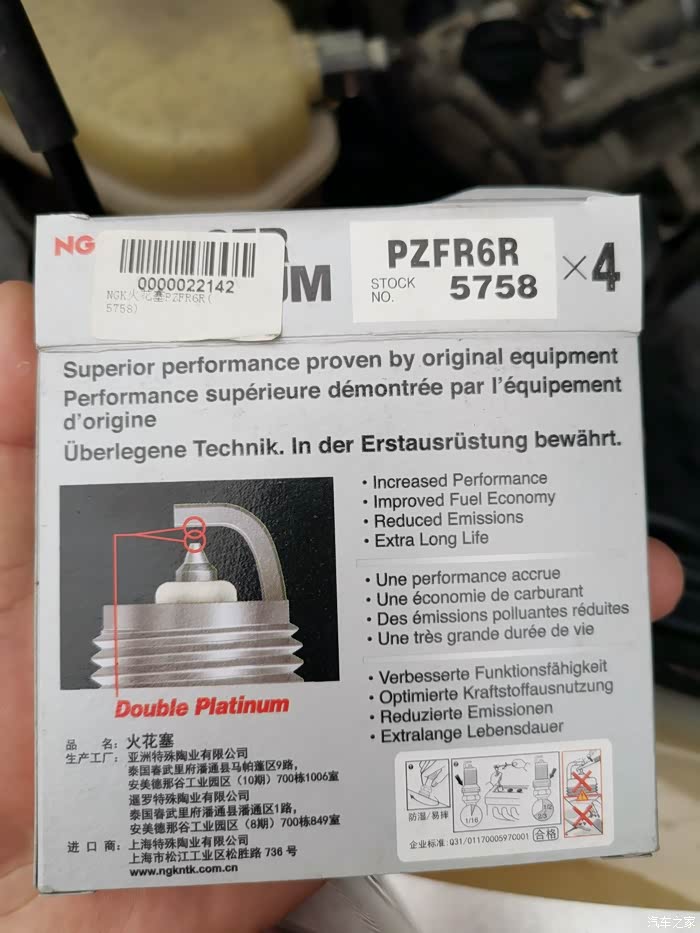 NG
0000022142
NGK火花塞PZFR6R(
5758)
UM
PZFR6R
STOCK NO. 5758
×4
Superior performance proven by original equipment
Performance supérieure démontrée par l'équipement
d'origine
Überlegene Technik. In der Erstausrüstung bewährt.
• Increased Performance
• Improved Fuel Economy
• Reduced Emissions
• Extra Long Life
• Une performance accrue
• Une économie de carburant
• Des émissions polluantes réduites
• Une très grande durée de vie
• Verbesserte Funktionsfähigkeit
• Optimierte Kraftstoffausnutzung
• Reduzierte Emissionen
• Extralange Lebensdauer
Double Platinum
品 名：火花塞
生产工厂：亚洲特殊陶业有限公司
泰国春武里府潘通县马帕蓬区9路，
安美德那谷工业园区（10期）700栋1006室
暹罗特殊陶业有限公司
泰国春武里府潘通县潘通区1路，
安美德那谷工业园区（8期）700栋849室
进 口 商：上海特殊陶业有限公司
上海市松江工业区松胜路 736 号
www.ngkntk.com.cn
防湿/易摔
1/16
1/2
2/3
企业标准：Q31/0117000597C001 合格
汽车之家